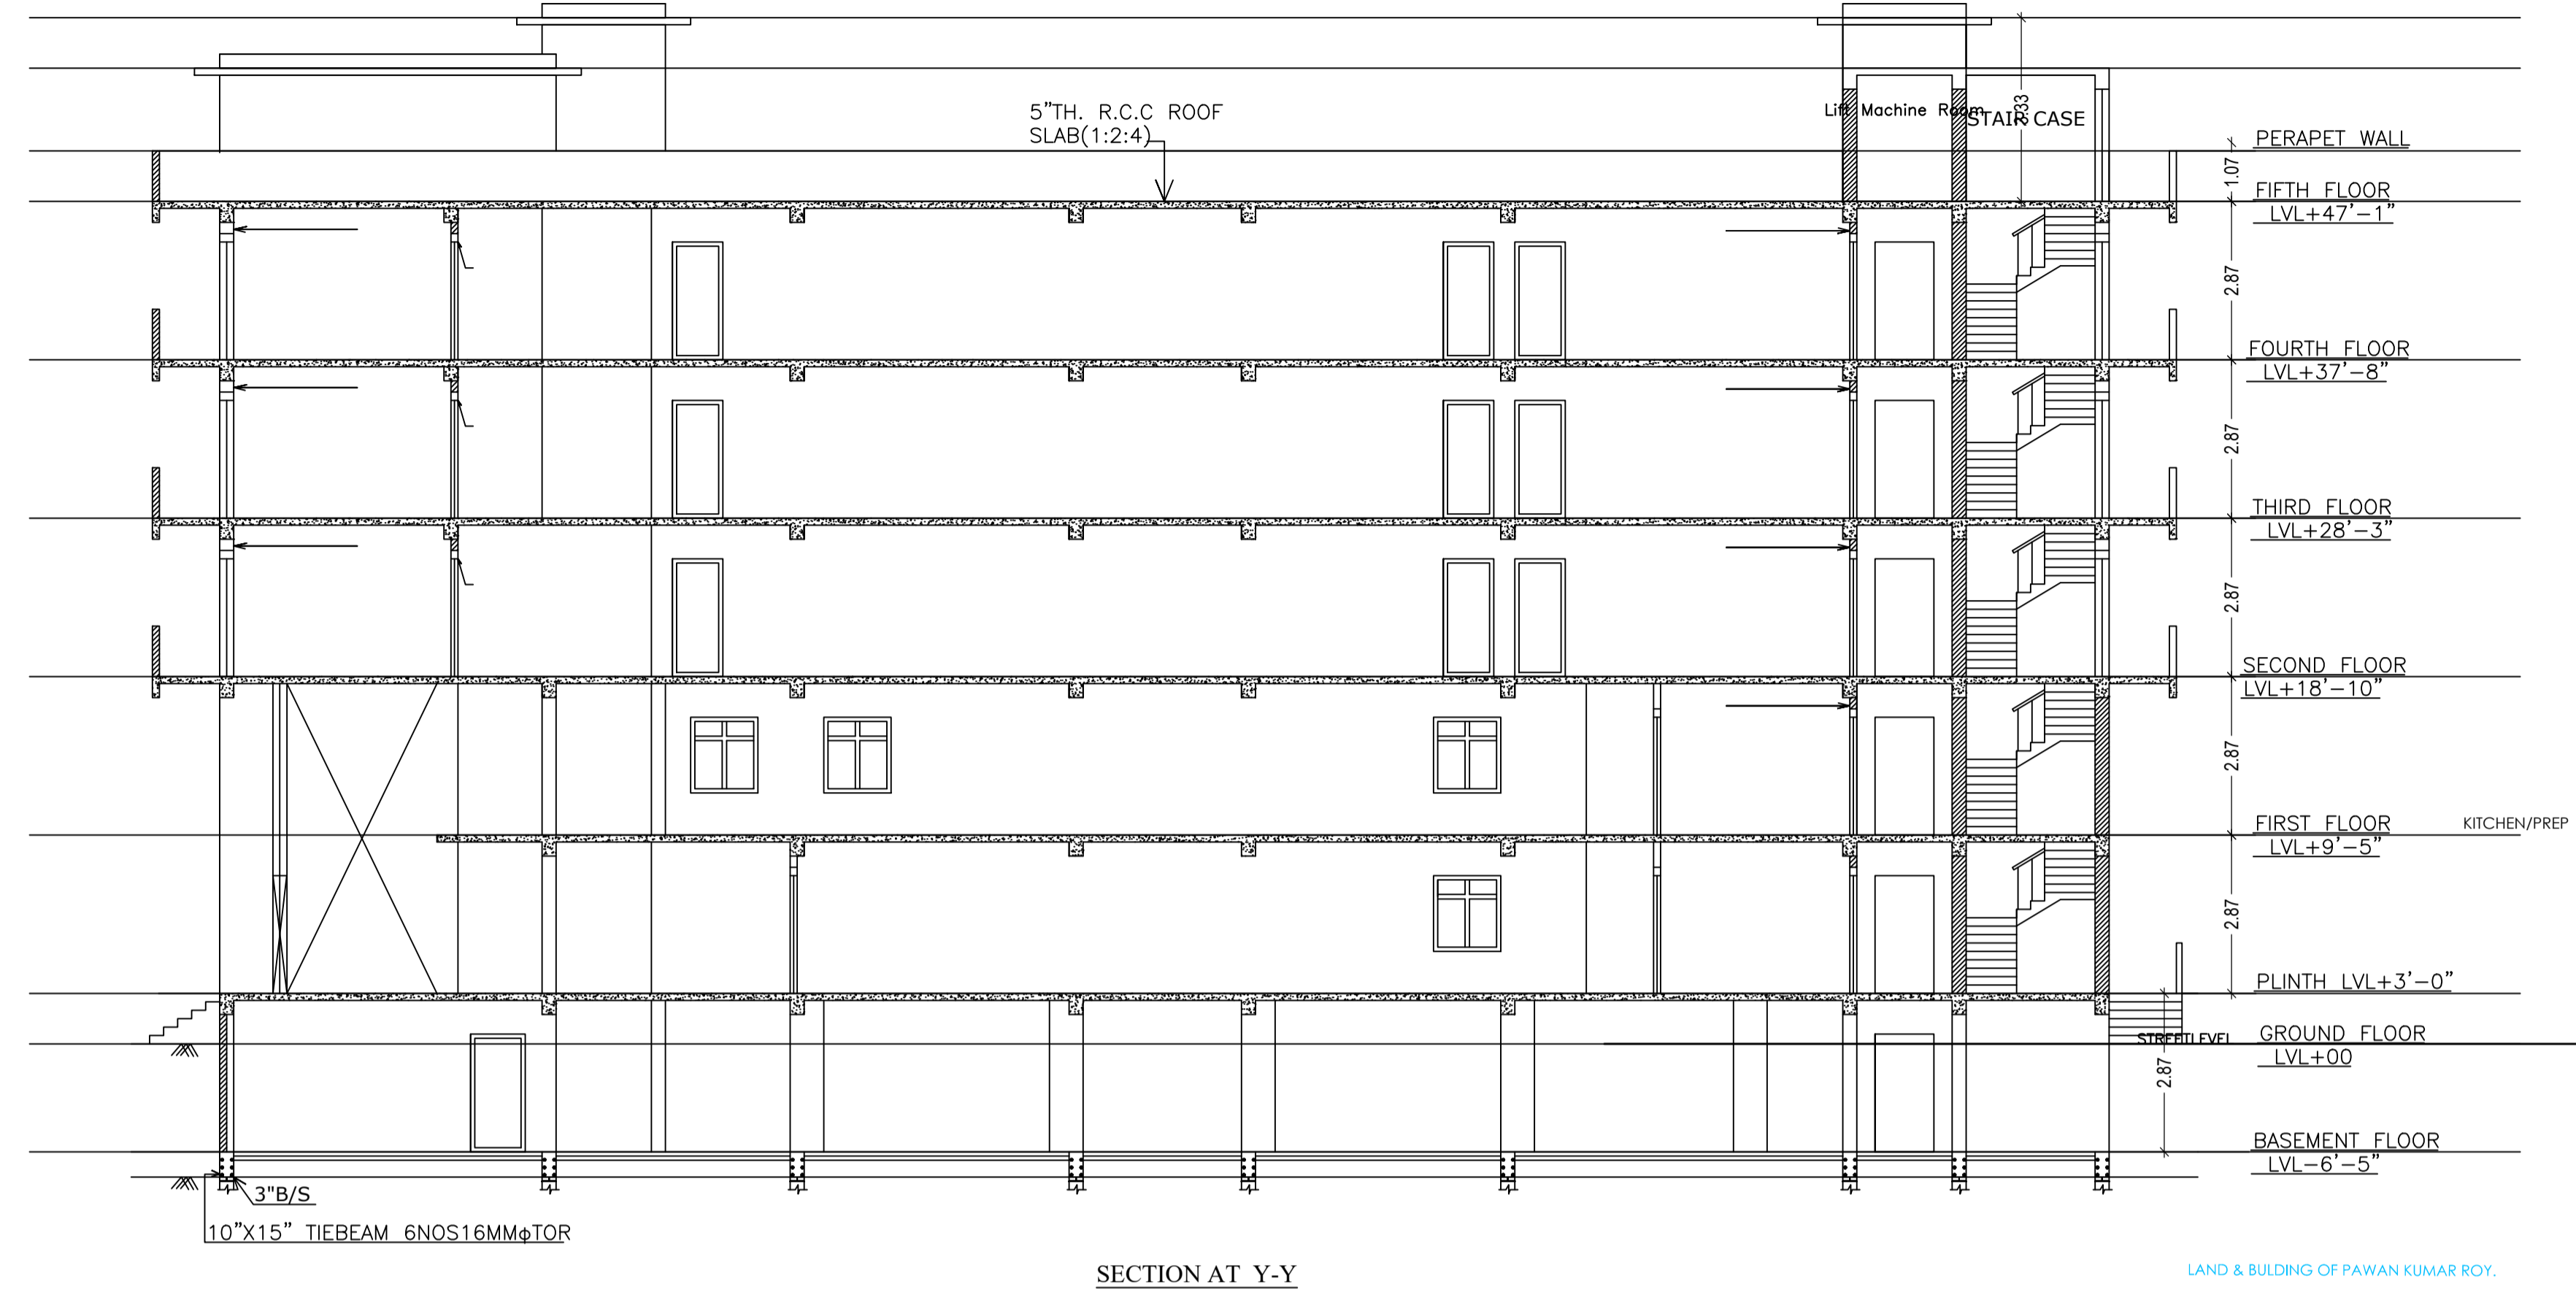 5”TH. R.C.C ROOF
SLAB(1:2:4)
Lift Machine Room
STAIR CASE
PERAPET WALL
1.07
FIFTH FLOOR
LVL+47’-1”
2.87
FOURTH FLOOR
LVL+37’-8”
2.87
THIRD FLOOR
LVL+28’-3”
2.87
SECOND FLOOR
LVL+18’-10”
2.87
FIRST FLOOR
KITCHEN/PREP
LVL+9’-5”
2.87
PLINTH LVL+3’-0”
STREETLEVEL
GROUND FLOOR
LVL+00
2.87
BASEMENT FLOOR
LVL-6’-5”
3"B/S
10”X15” TIEBEAM 6NOS16MMϕTOR
SECTION AT Y-Y
LAND & BULDING OF PAWAN KUMAR ROY.